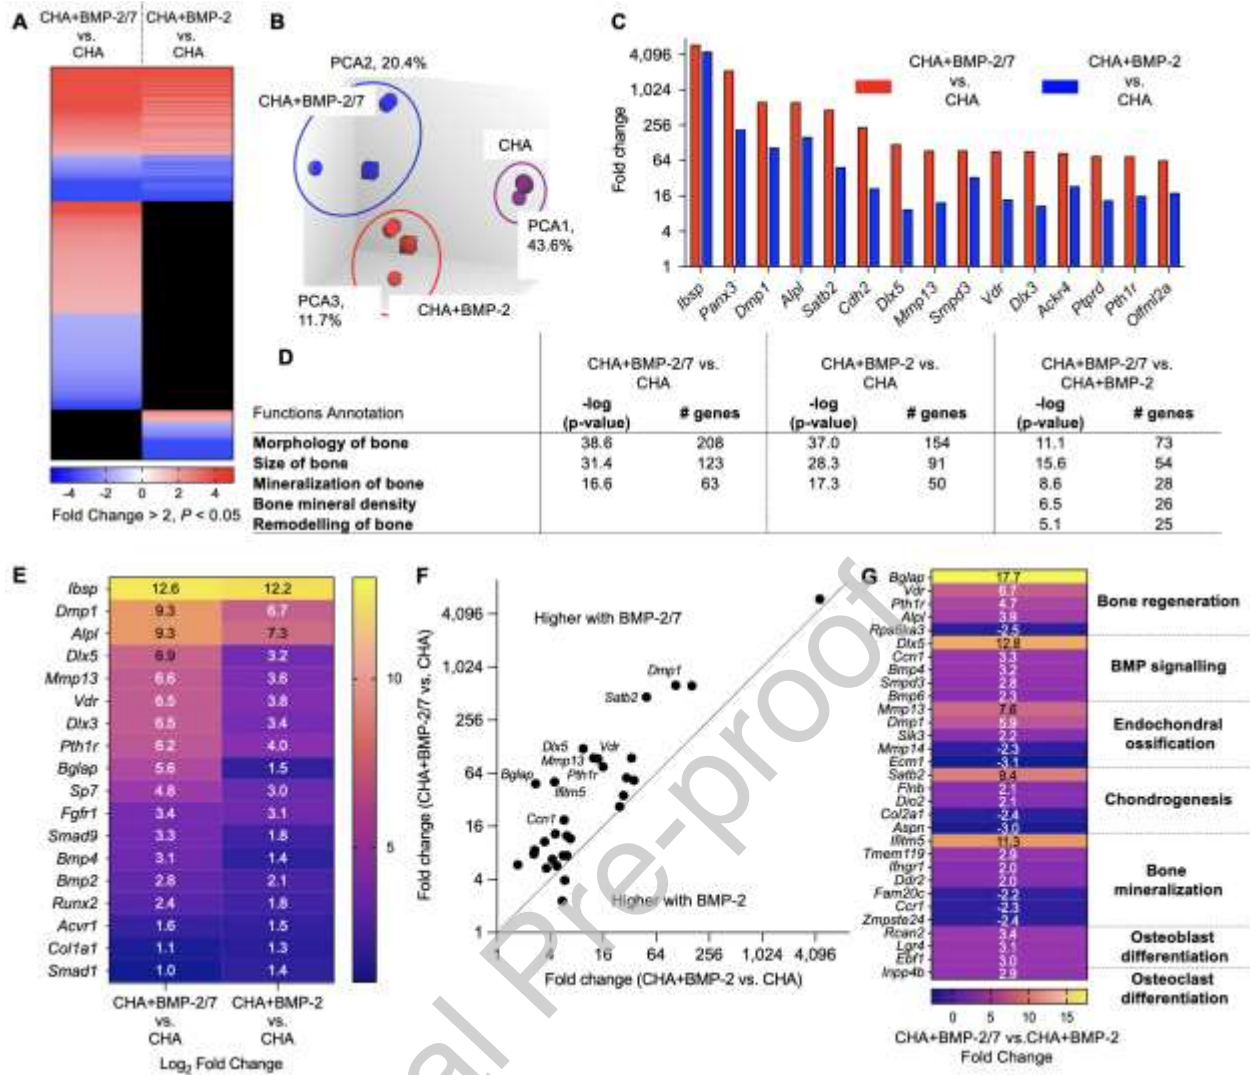 A
CHA+BMP-2/7
vs.
CHA
CHA+BMP-2
vs.
CHA
-4 -2 0 2 4
Fold Change > 2, P < 0.05
B
PCA2, 20.4%
CHA+BMP-2/7
CHA
PCA1,
43.6%
PCA3,
11.7%
CHA+BMP-2
C
Fold change
4,096
1,024
256
64
16
4
1
CHA+BMP-2/7
vs.
CHA
CHA+BMP-2
vs.
CHA
Ibsp Panx3 Dmp1 Alpl Satb2 Cdh2 Dlx5 Mmp13 Smpd3 Vdr Dlx3 Ackr4 Ptprd Pth1r Olfml2a
D
CHA+BMP-2/7 vs.
CHA
CHA+BMP-2 vs.
CHA
CHA+BMP-2/7 vs.
CHA+BMP-2
Functions Annotation -log (p-value) # genes -log (p-value) # genes -log (p-value) # genes
Morphology of bone 38.6 208 37.0 154 11.1 73
Size of bone 31.4 123 28.3 91 15.6 54
Mineralization of bone 16.6 63 17.3 50 8.6 28
Bone mineral density 6.5 26
Remodelling of bone 5.1 25
E
Ibsp 12.6 12.2
Dmp1 9.3 6.7
Alpl 9.3 7.3
Dlx5 6.9 3.2
Mmp13 6.6 3.6
Vdr 6.5 3.8
Dlx3 6.5 3.4
Pth1r 6.2 4.0
Bglap 5.6 1.5
Sp7 4.8 3.0
Fgfr1 3.4 3.1
Smad9 3.3 1.8
Bmp4 3.1 1.4
Bmp2 2.8 2.1
Runx2 2.4 1.8
Acvr1 1.6 1.5
Col1a1 1.1 1.3
Smad1 1.0 1.4
10
5
CHA+BMP-2/7
vs.
CHA
CHA+BMP-2
vs.
CHA
Log2 Fold Change
F
Fold change (CHA+BMP-2/7 vs. CHA)
4,096
1,024
256
64
16
4
1
Higher with BMP-2/7
Dmp1
Satb2
Dlx5
Vdr
Mmp13
Pth1r
Bglap
Ifitm5
Ccn1
Higher with BMP-2
1 4 16 64 256 1,024 4,096
Fold change (CHA+BMP-2 vs. CHA)
G
Bglap 17.7
Vdr 6.7
Pth1r 4.7
Alpl 3.9
Rps6ka3 -2.5
Bone regeneration
Dlx5 12.8
Ccn1 3.3
Bmp4 3.2
Smpd3 2.8
Bmp6 2.3
BMP signalling
Mmp13 7.6
Dmp1 5.9
Sik3 2.2
Mmp14 -2.3
Ecm1 -3.1
Endochondral
ossification
Satb2 9.4
Flnb 2.1
Dio2 2.1
Col2a1 -2.4
Aspn -3.0
Chondrogenesis
Ifitm5 11.3
Tmem119 2.9
Ifngr1 2.0
Ddr2 2.0
Fam20c -2.2
Ccr1 -2.3
Zmpste24 -2.4
Bone
mineralization
Rcan2 3.4
Lgr4 3.1
Ebf1 3.0
Osteoblast
differentiation
Inpp4b 2.9
Osteoclast
differentiation
0 5 10 15
CHA+BMP-2/7 vs.CHA+BMP-2
Fold Change
al Pre-proof